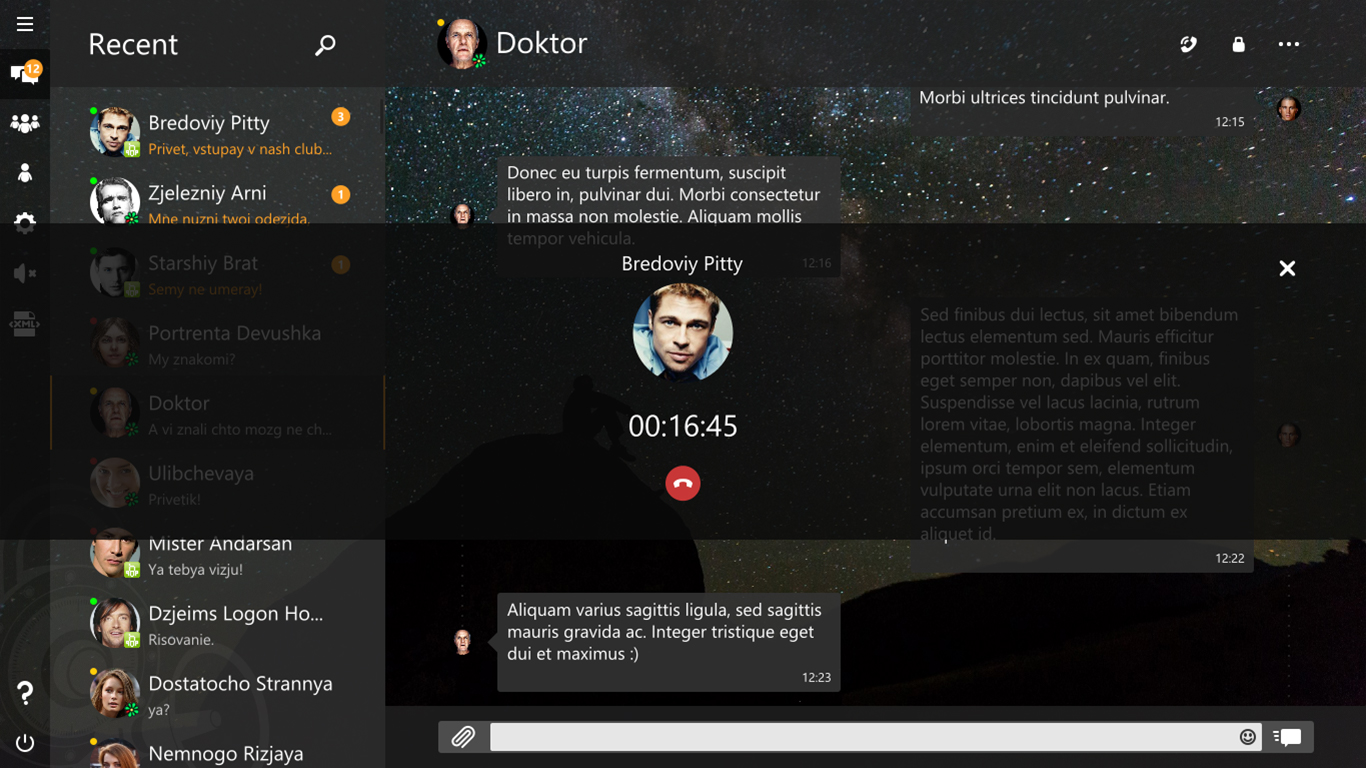 Recent
Doktor
12
Bredoviy Pitty
3
Privet, vstupay v nash club...
Zjelezniy Arni
1
Mne nuzni twoi odezjda.
Starshiy Brat
1
Semy ne umeray!
Portrenta Devushka
My znakomi?
Doktor
A vi znali chto mozg ne ch...
Ulibchevaya
Privetik!
Mister Andarsan
Ya tebya vizju!
Dzjeims Logon Ho...
Risovanie.
Dostatocho Strannya
ya?
Nemnogo Rizjaya
XML
Morbi ultrices tincidunt pulvinar.
12:15
Donec eu turpis fermentum, suscipit
libero in, pulvinar dui. Morbi consectetur
in massa non molestie. Aliquam mollis
tempor vehicula.
12:16
Bredoviy Pitty
00:16:45
Sed finibus dui lectus, sit amet bibendum
lectus elementum sed. Mauris efficitur
porttitor molestie. In ex quam, finibus
eget semper non, dapibus vel elit.
Suspendisse vel lacus lacinia, rutrum
lorem vitae, lobortis magna. Integer
elementum, enim et eleifend sollicitudin,
ipsum orci tempor sem, elementum
vulputate urna elit non lacus. Etiam
accumsan pretium ex, in dictum ex
aliquet id.
12:22
Aliquam varius sagittis ligula, sed sagittis
mauris gravida ac. Integer tristique eget
dui et maximus :)
12:23